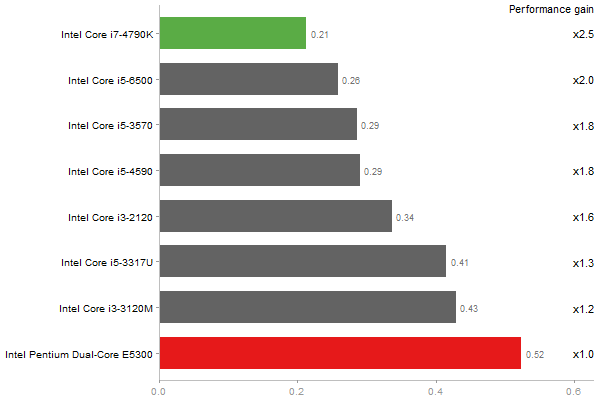 Performance gain
Intel Core i7-4790K 0.21 x2.5
Intel Core i5-6500 0.26 x2.0
Intel Core i5-3570 0.29 x1.8
Intel Core i5-4590 0.29 x1.8
Intel Core i3-2120 0.34 x1.6
Intel Core i5-3317U 0.41 x1.3
Intel Core i3-3120M 0.43 x1.2
Intel Pentium Dual-Core E5300 0.52 x1.0
0.0 0.2 0.4 0.6